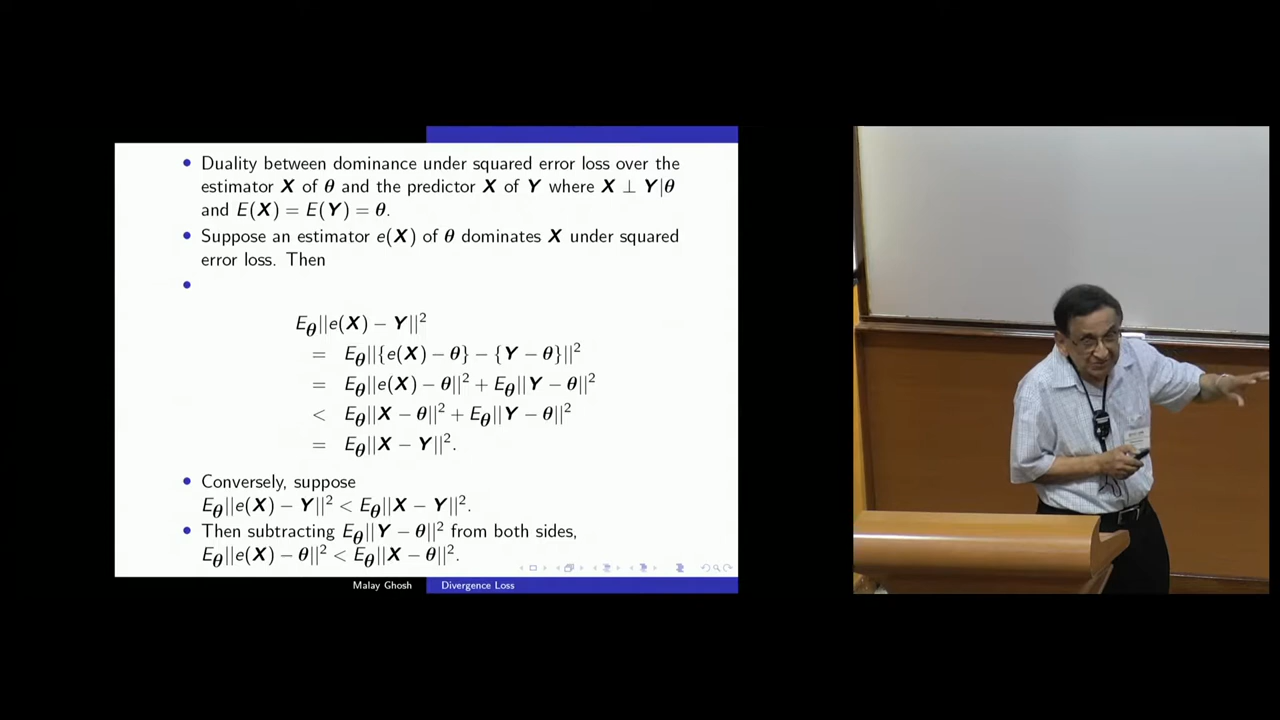 • Duality between dominance under squared error loss over the
estimator X of θ and the predictor X of Y where X ⊥ Y|θ
and E(X) = E(Y) = θ.
• Suppose an estimator e(X) of θ dominates X under squared
error loss. Then
•
E_θ||e(X) − Y||²
= E_θ||{e(X) − θ} − {Y − θ}||²
= E_θ||e(X) − θ||² + E_θ||Y − θ||²
< E_θ||X − θ||² + E_θ||Y − θ||²
= E_θ||X − Y||².
• Conversely, suppose
E_θ||e(X) − Y||² < E_θ||X − Y||².
• Then subtracting E_θ||Y − θ||² from both sides,
E_θ||e(X) − θ||² < E_θ||X − θ||².
Malay Ghosh Divergence Loss